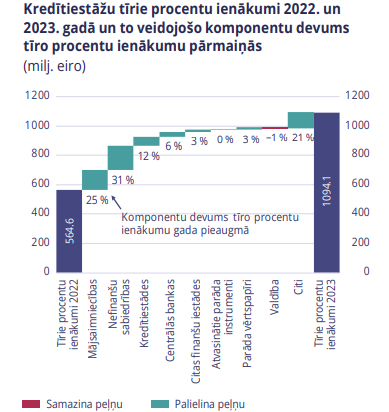 Kredītiestāžu tīrie procentu ienākumi 2022. un
2023. gadā un to veidojošo komponentu devums
tīro procentu ienākumu pārmaiņās
(milj. eiro)
1200 1200
1000 1000
800 800
600 600
400 400
200 200
0 0
564.6
25 %
31 %
12 %
6 %
3 %
0 %
3 %
–1 %
21 %
1094.1
Komponentu devums tīro procentu
ienākumu gada pieaugmā
Tīrie procentu
ienākumi 2022
Mājsaimniecības
Nefinanšu
sabiedrības
Kredītiestādes
Centrālās bankas
Citas finanšu iestādes
Atvasinātie parāda
instrumenti
Parāda vērtspapīri
Valdība
Citi
Tīrie procentu
ienākumi 2023
Samazina peļņu Palielina peļņu